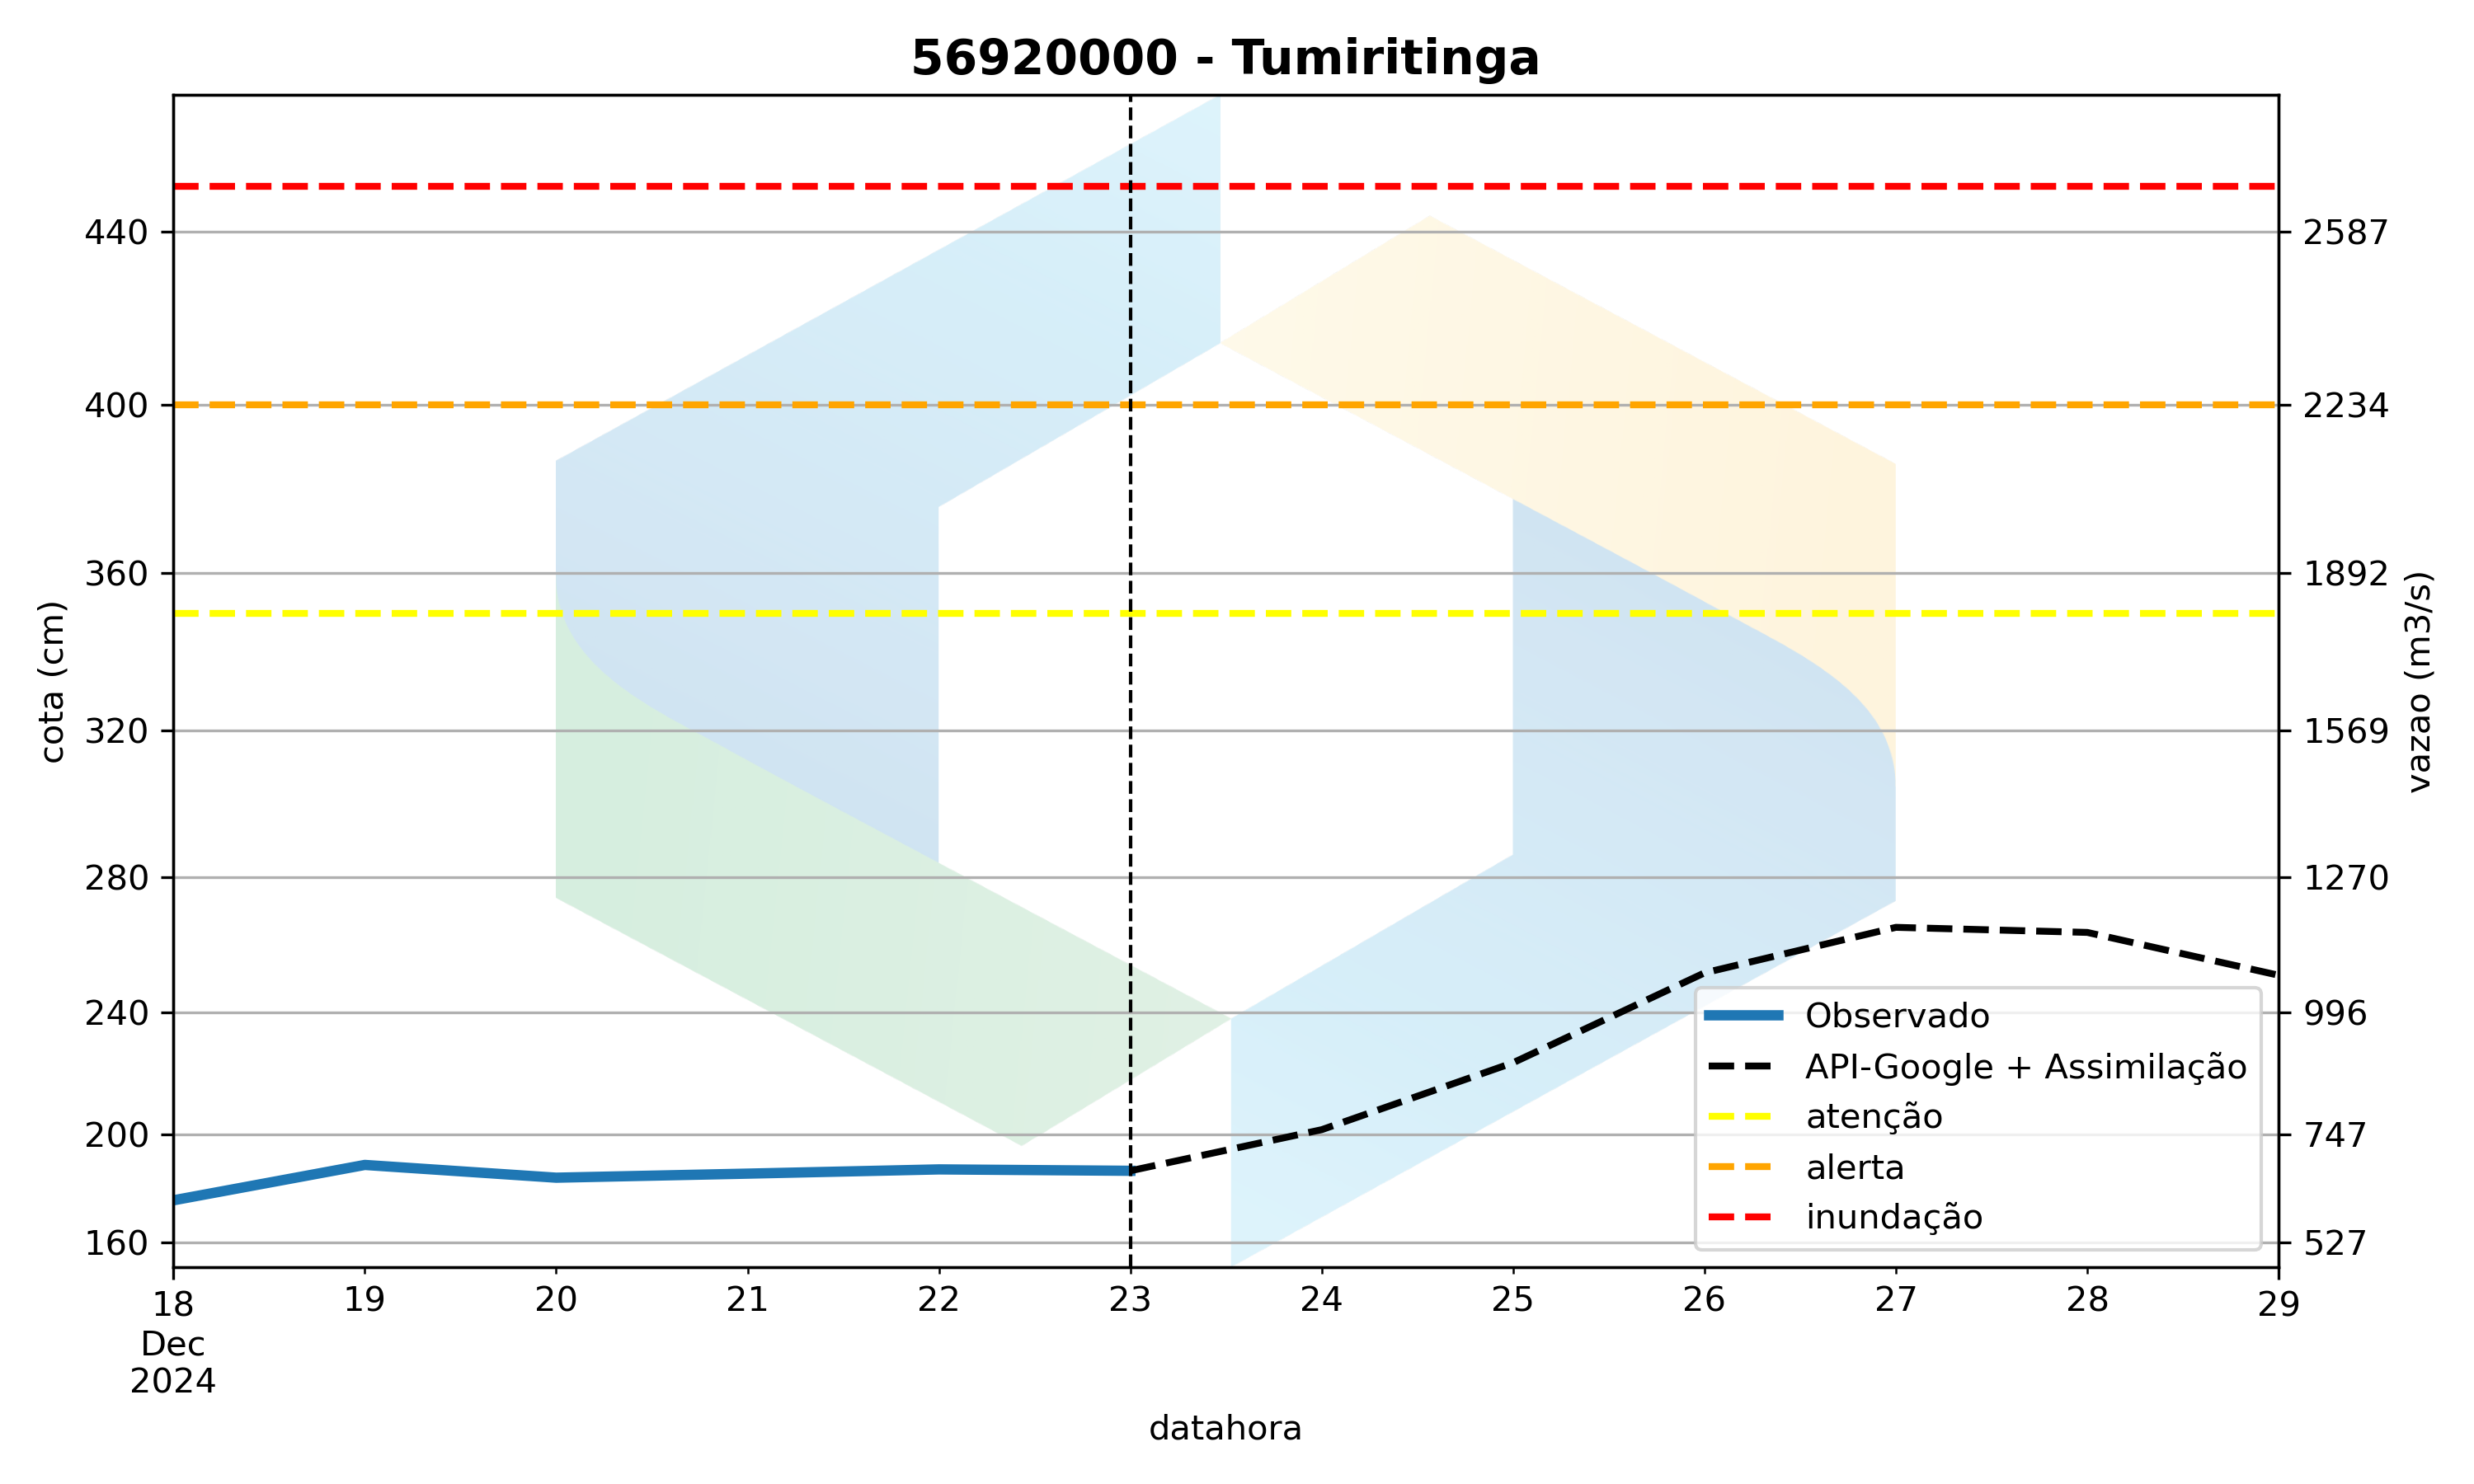 56920000 - Tumiritinga
440
400
360
320
280
240
200
160
cota (cm)
2587
2234
1892
1569
1270
996
747
527
vazao (m3/s)
Observado
API-Google + Assimilação
atenção
alerta
inundação
18 19 20 21 22 23 24 25 26 27 28 29
Dec
2024
datahora